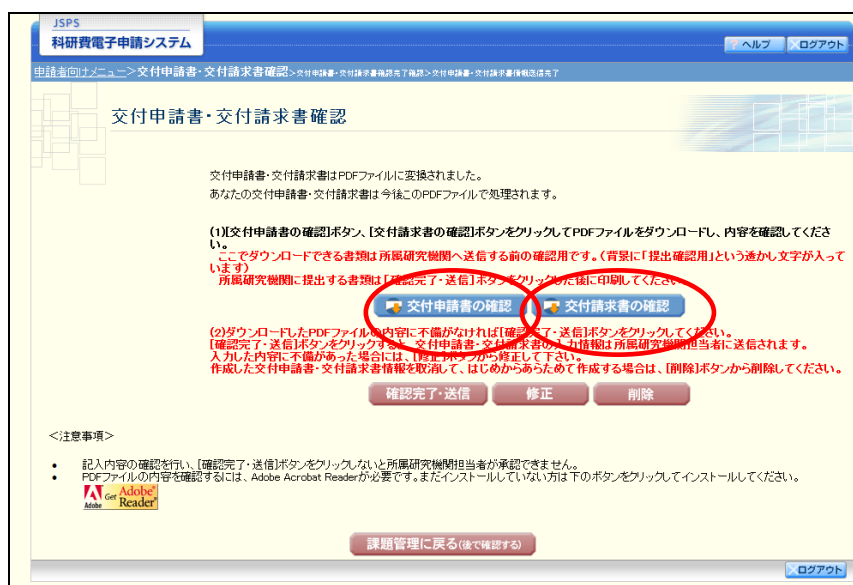 JSPS
科研費電子申請システム
? ヘルプ
×ログアウト
申請者向けメニュー>交付申請書・交付請求書確認>交付申請書・交付請求書確認完了確認>交付申請書・交付請求書情報送信完了
交付申請書・交付請求書確認
交付申請書・交付請求書はPDFファイルに変換されました。
あなたの交付申請書・交付請求書は今後このPDFファイルで処理されます。
(1)[交付申請書の確認]ボタン、[交付請求書の確認]ボタンをクリックしてPDFファイルをダウンロードし、内容を確認してくださ
い。
ここでダウンロードできる書類は所属研究機関へ送信する前の確認用です。(背景に「提出確認用」という透かし文字が入って
います)
所属研究機関に提出する書類は「確認完了・送信]ボタンをクリックした後に印刷してください
交付申請書の確認
交付請求書の確認
(2)ダウンロードしたPDFファイルの内容に不備がなければ[確認完了・送信]ボタンをクリックしてください。
[確認完了・送信]ボタンをクリックすると、交付申請書・交付請求書の入力情報は所属研究機関担当者に送信されます。
入力した内容に不備があった場合には、[修正]ボタンから修正して下さい。
作成した交付申請書・交付請求書情報を取消して、はじめからあらためて作成する場合は、[削除]ボタンから削除してください。
確認完了・送信
修正
削除
<注意事項>
• 記入内容の確認を行い、[確認完了・送信]ボタンをクリックしないと所属研究機関担当者が承認できません。
• PDFファイルの内容を確認するには、Adobe Acrobat Readerが必要です。まだインストールしていない方は下のボタンをクリックしてインストールしてください。
Adobe Get Adobe® Reader®
課題管理に戻る(後で確認する)
×ログアウト